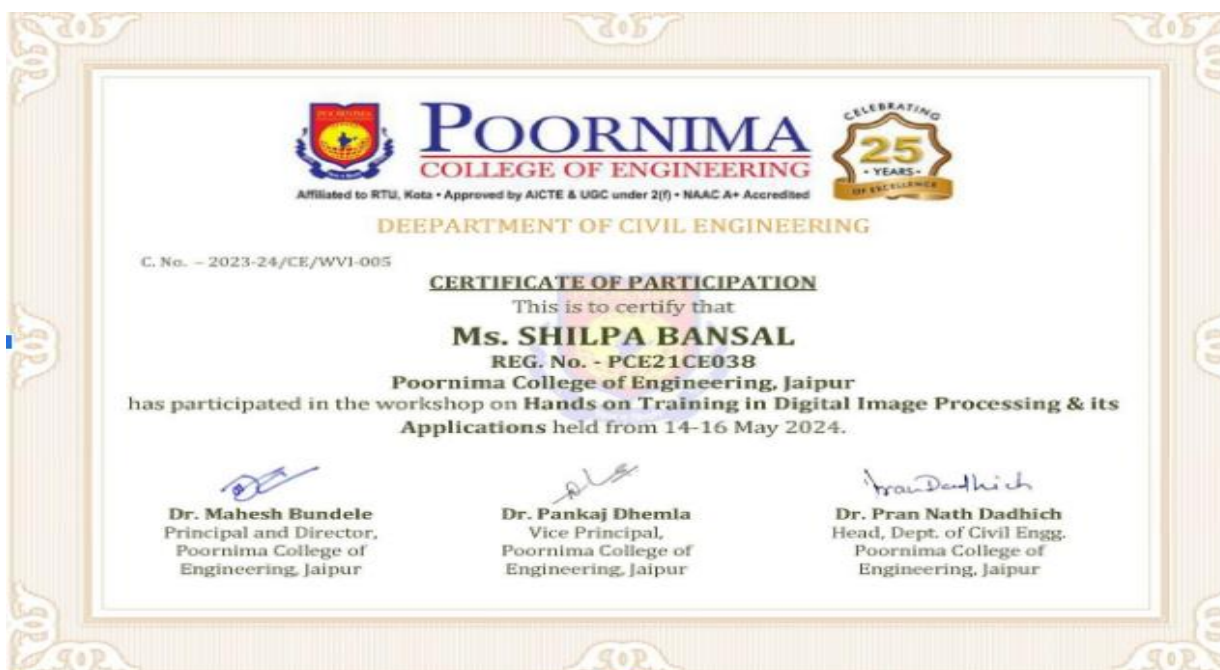 POORNIMA
POORNIMA
COLLEGE OF ENGINEERING
Affiliated to RTU, Kota • Approved by AICTE & UGC under 2(f) • NAAC A+ Accredited
CELEBRATING
25
• YEARS •
OF EXCELLENCE
DEEPARTMENT OF CIVIL ENGINEERING
C. No. – 2023-24/CE/WVI-005
CERTIFICATE OF PARTICIPATION
This is to certify that
Ms. SHILPA BANSAL
REG. No. - PCE21CE038
Poornima College of Engineering, Jaipur
has participated in the workshop on Hands on Training in Digital Image Processing & its
Applications held from 14-16 May 2024.
Dr. Mahesh Bundele
Principal and Director,
Poornima College of
Engineering, Jaipur
Dr. Pankaj Dhemla
Vice Principal,
Poornima College of
Engineering, Jaipur
Dr. Pran Nath Dadhich
Head, Dept. of Civil Engg.
Poornima College of
Engineering, Jaipur